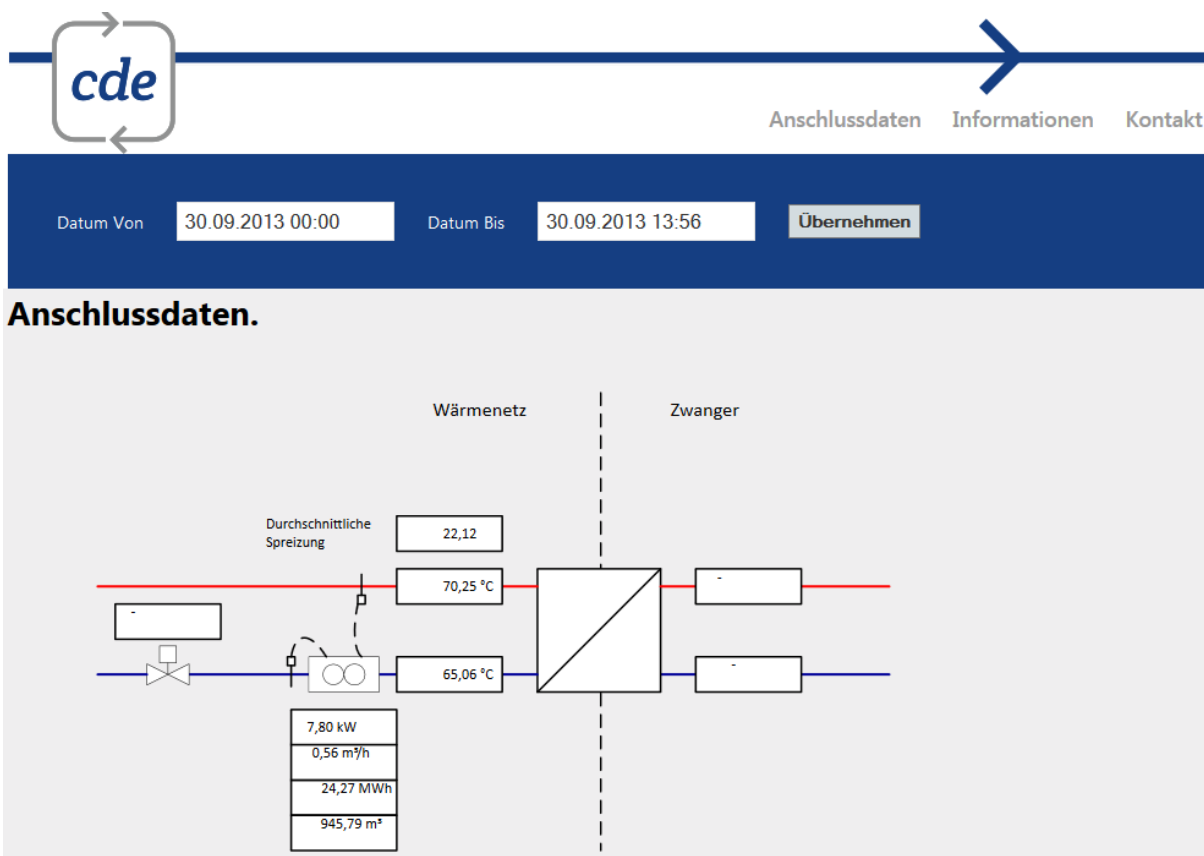 cde
Anschlussdaten Informationen Kontakt
Datum Von 30.09.2013 00:00 Datum Bis 30.09.2013 13:56 Übernehmen
Anschlussdaten.
Wärmenetz Zwanger
Durchschnittliche
Spreizung
22,12
70,25 °C -
-
65,06 °C -
7,80 kW
0,56 m³/h
24,27 MWh
945,79 m³